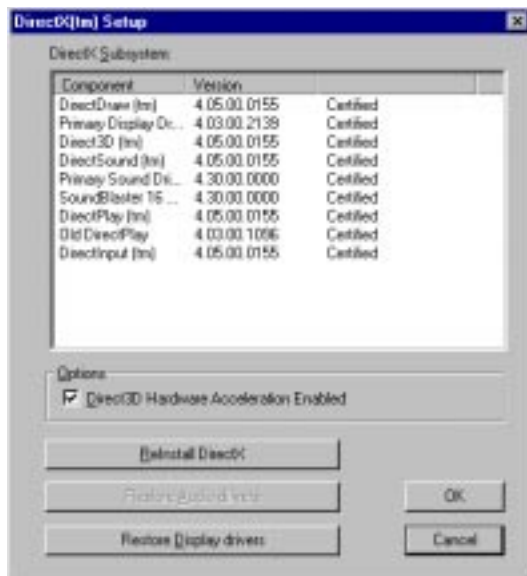 DirectX(tm) Setup
DirectX Subsystem:
Component Version
DirectDraw (tm) 4.05.00.0155 Certified
Primary Display Dr... 4.03.00.2139 Certified
Direct3D (tm) 4.05.00.0155 Certified
DirectSound (tm) 4.05.00.0155 Certified
Primary Sound Dri... 4.30.00.0000 Certified
SoundBlaster 16 ... 4.30.00.0000 Certified
DirectPlay (tm) 4.05.00.0155 Certified
Old DirectPlay 4.03.00.1096 Certified
DirectInput (tm) 4.05.00.0155 Certified
Options
Direct3D Hardware Acceleration Enabled
ReInstall DirectX
Restore Audio drivers
OK
Restore Display drivers
Cancel